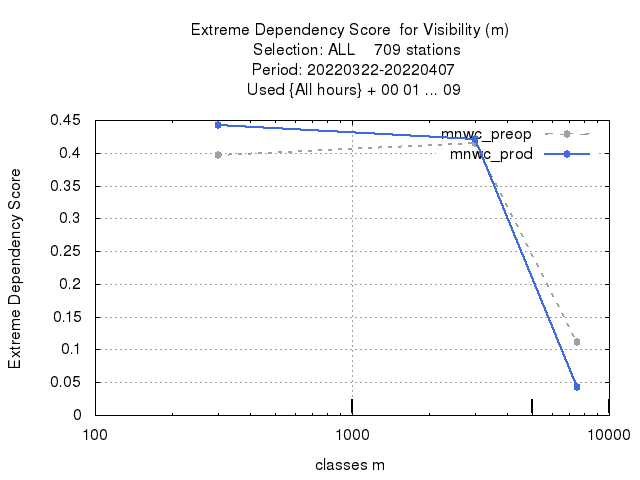 Extreme Dependency Score  for Visibility (m)
Selection: ALL    709 stations
Period: 20220322-20220407
Used {All hours} + 00 01 ... 09
0.45
0.4
0.35
0.3
0.25
0.2
0.15
0.1
0.05
0
Extreme Dependency Score
mnwc_preop
mnwc_prod
100
1000
10000
classes m